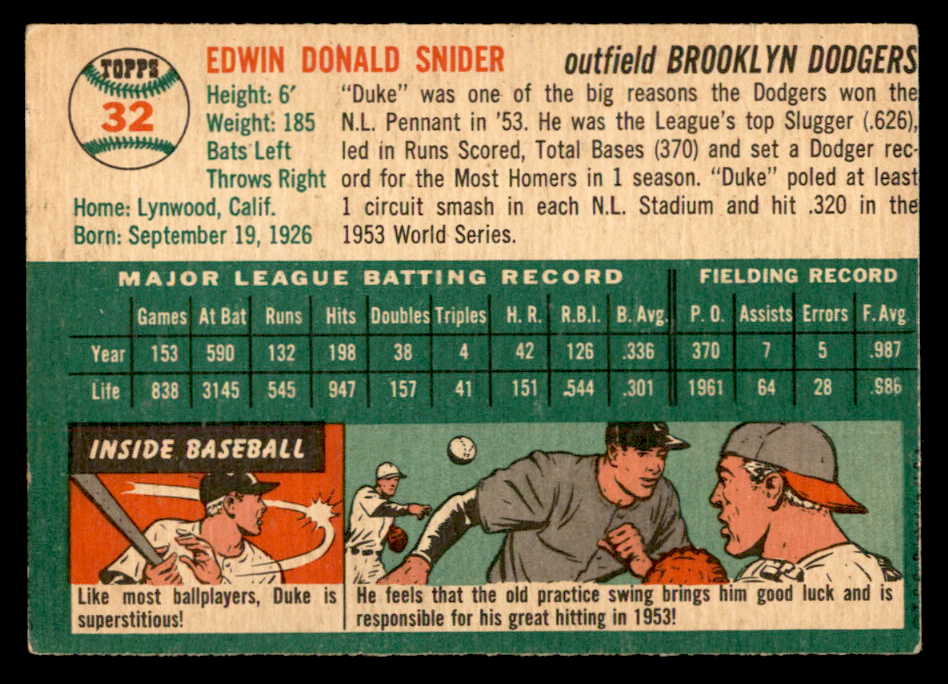 TOPPS
32
EDWIN DONALD SNIDER
outfield BROOKLYN DODGERS
Height: 6′
Weight: 185
Bats Left
Throws Right
Home: Lynwood, Calif.
Born: September 19, 1926
"Duke" was one of the big reasons the Dodgers won the
N.L. Pennant in '53. He was the League's top Slugger (.626),
led in Runs Scored, Total Bases (370) and set a Dodger rec-
ord for the Most Homers in 1 season. "Duke" poled at least
1 circuit smash in each N.L. Stadium and hit .320 in the
1953 World Series.
MAJOR LEAGUE BATTING RECORD FIELDING RECORD
Games At Bat Runs Hits Doubles Triples H. R. R.B.I. B. Avg. P. O. Assists Errors F. Avg
Year 153 590 132 198 38 4 42 126 .336 370 7 5 .987
Life 838 3145 545 947 157 41 151 .544 .301 1961 64 28 .986
INSIDE BASEBALL
Like most ballplayers, Duke is
superstitious!
He feels that the old practice swing brings him good luck and is
responsible for his great hitting in 1953!